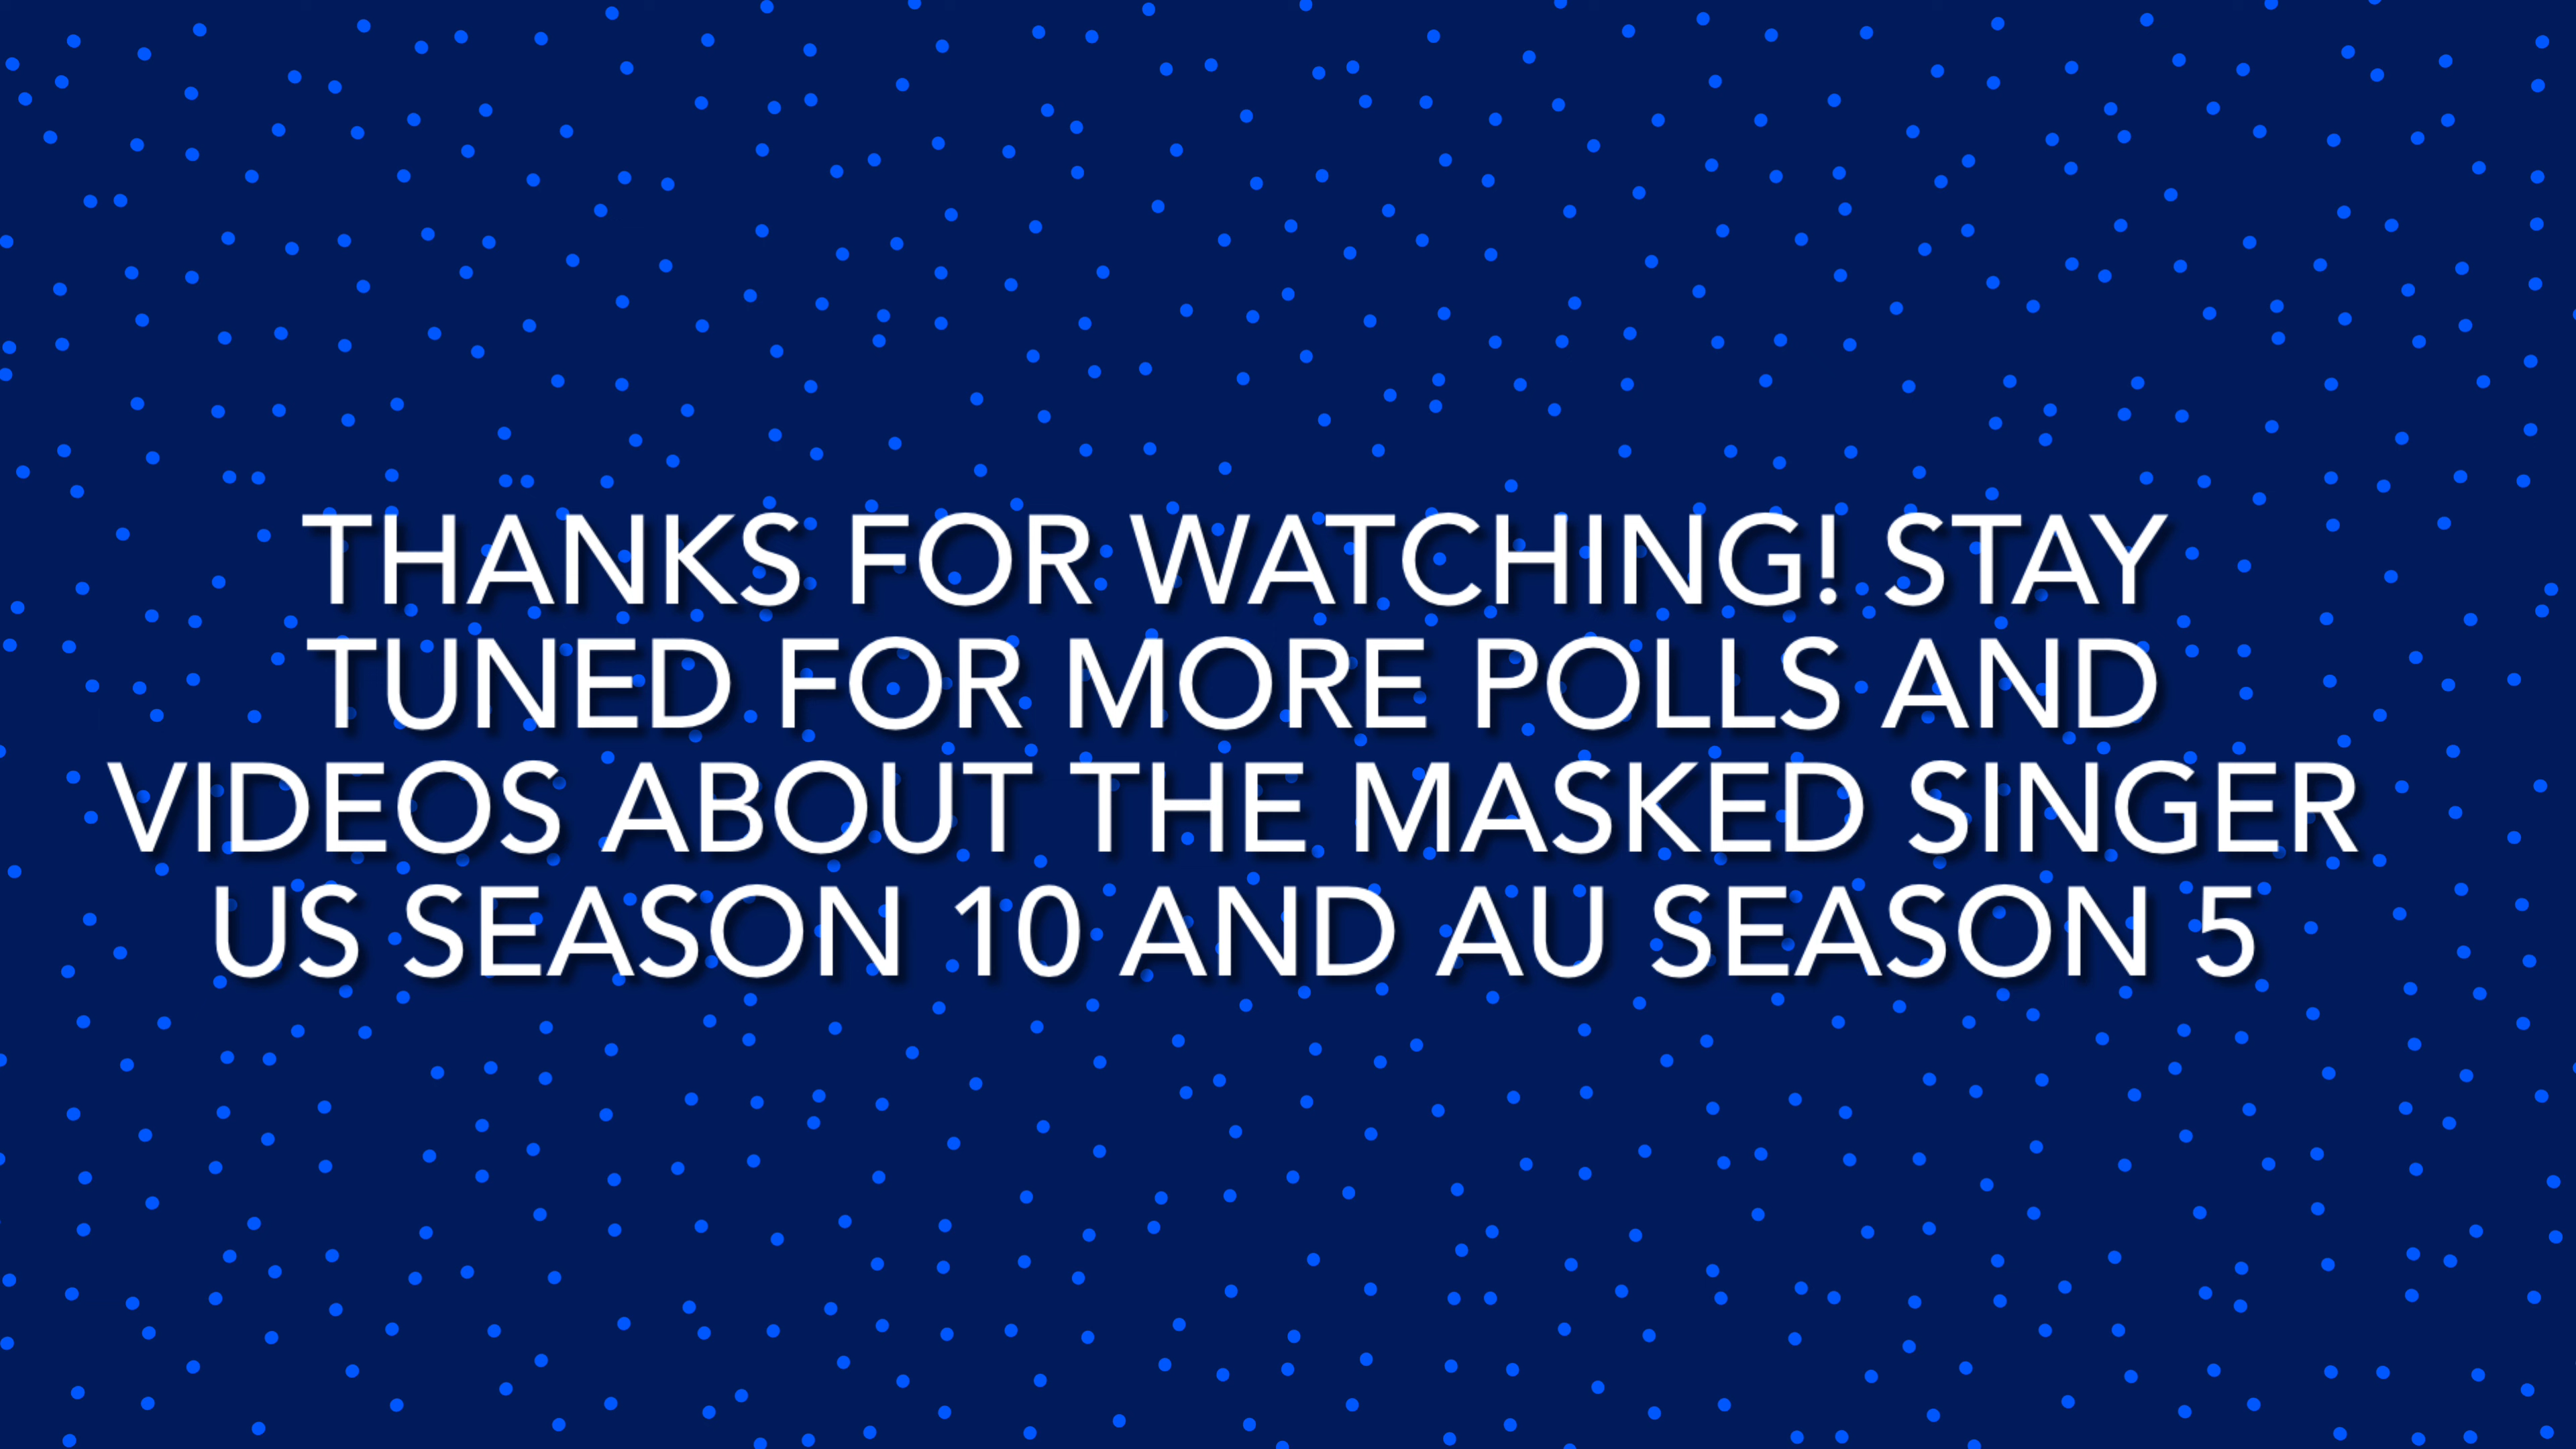 THANKS FOR WATCHING! STAY
TUNED FOR MORE POLLS AND
VIDEOS ABOUT THE MASKED SINGER
US SEASON 10 AND AU SEASON 5